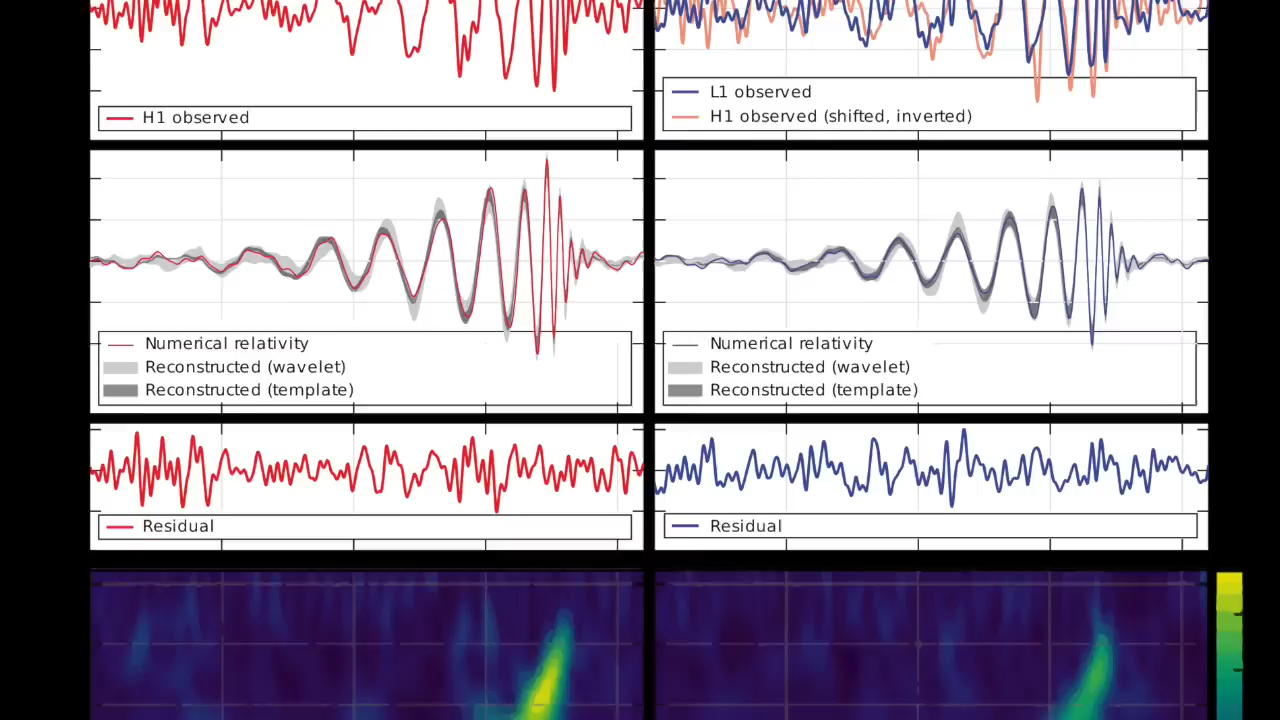 H1 observed
L1 observed
H1 observed (shifted, inverted)
Numerical relativity
Reconstructed (wavelet)
Reconstructed (template)
Numerical relativity
Reconstructed (wavelet)
Reconstructed (template)
Residual
Residual